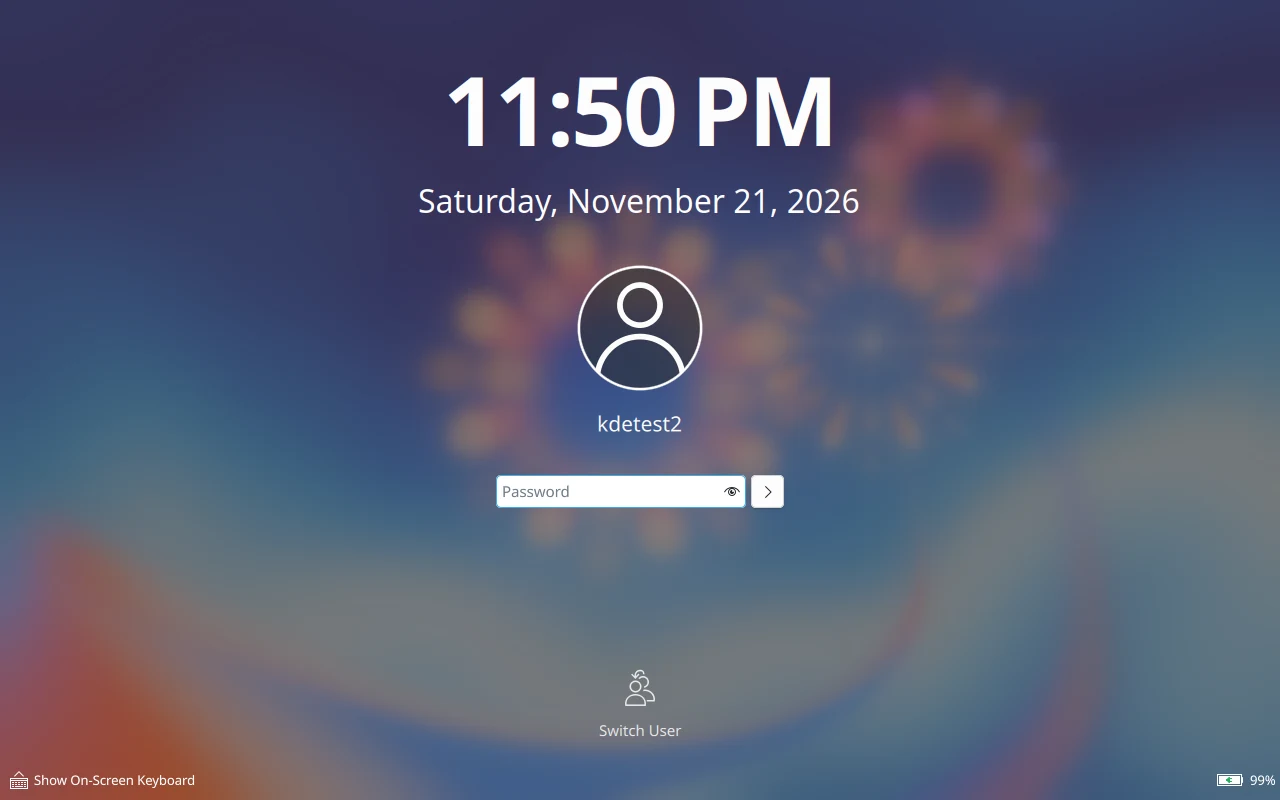 11:50 PM
Saturday, November 21, 2026
kdetest2
Password
Switch User
Show On-Screen Keyboard
99%